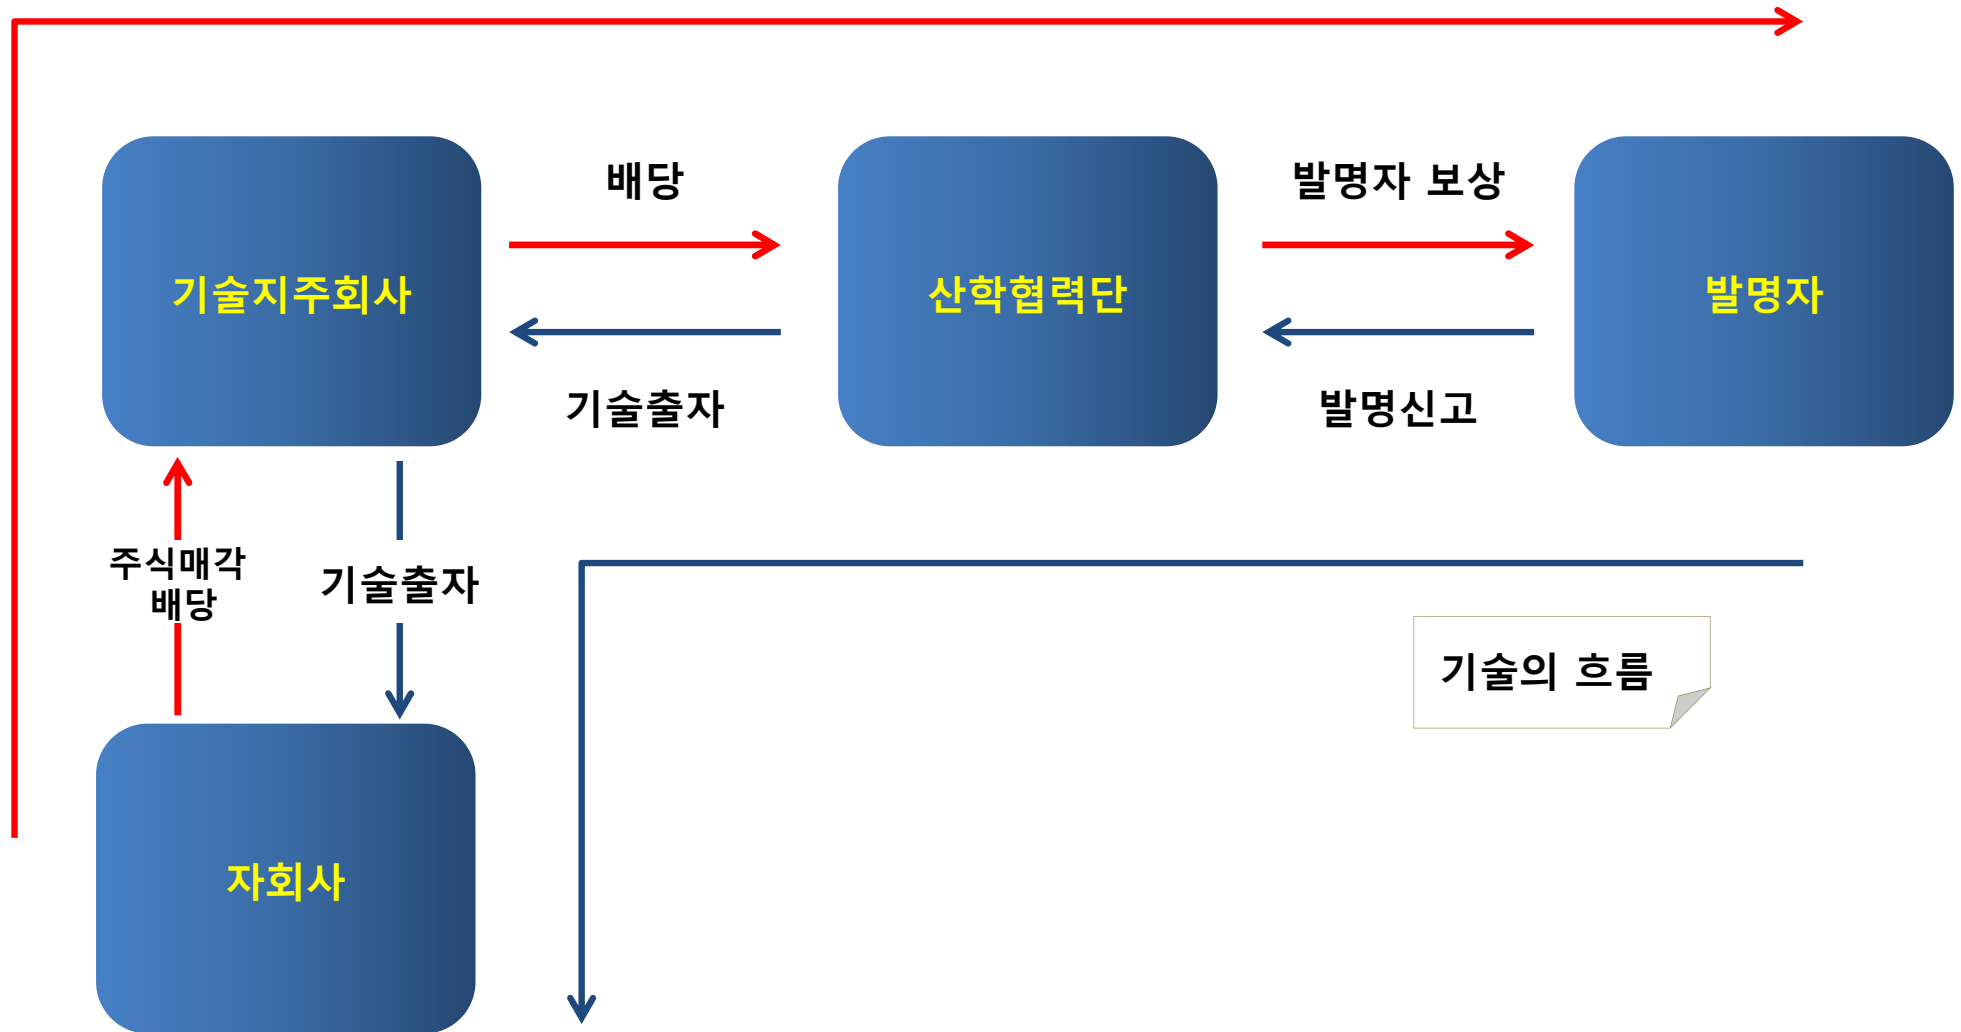 배당
발명자 보상
기술지주회사
산학협력단
발명자
기술출자
발명신고
주식매각
배당
기술출자
기술의 흐름
자회사